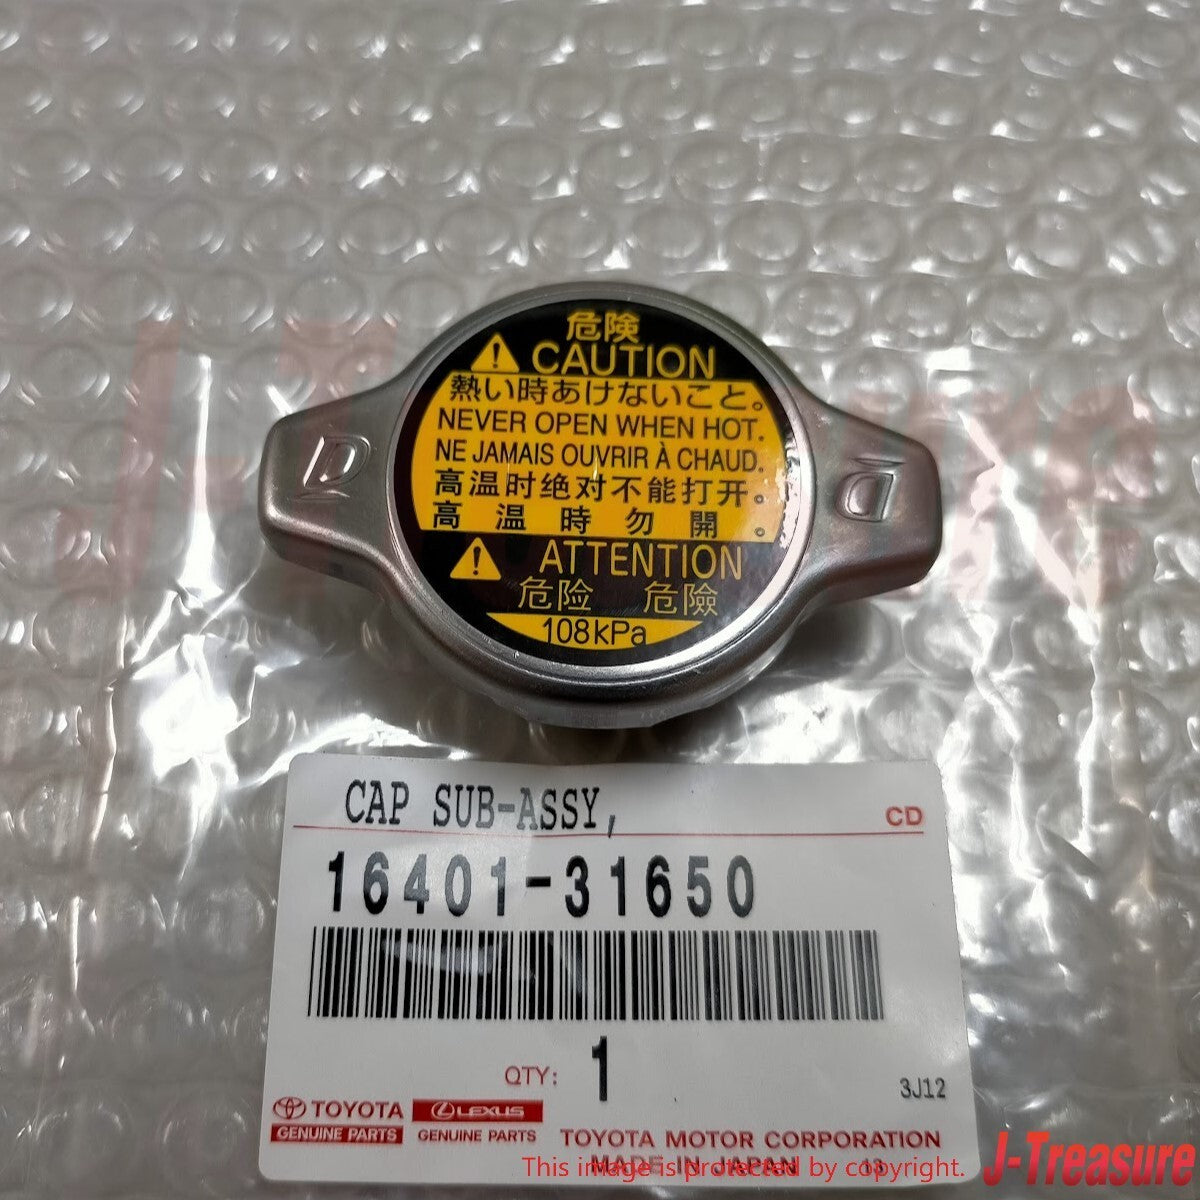 危険
CAUTION
熱い時あけないこと。
NEVER OPEN WHEN HOT.
NE JAMAIS OUVRIR À CHAUD.
高温时绝对不能打开。
高温時勿開。
ATTENTION
危险 危險
108kPa
D
D
CAP SUB-ASSY,
CD
16401-31650
QTY: 1
3J12
TOYOTA
GENUINE PARTS
LEXUS
GENUINE PARTS
TOYOTA MOTOR CORPORATION
MADE IN JAPAN
This image is protected by copyright.
J-Treasure